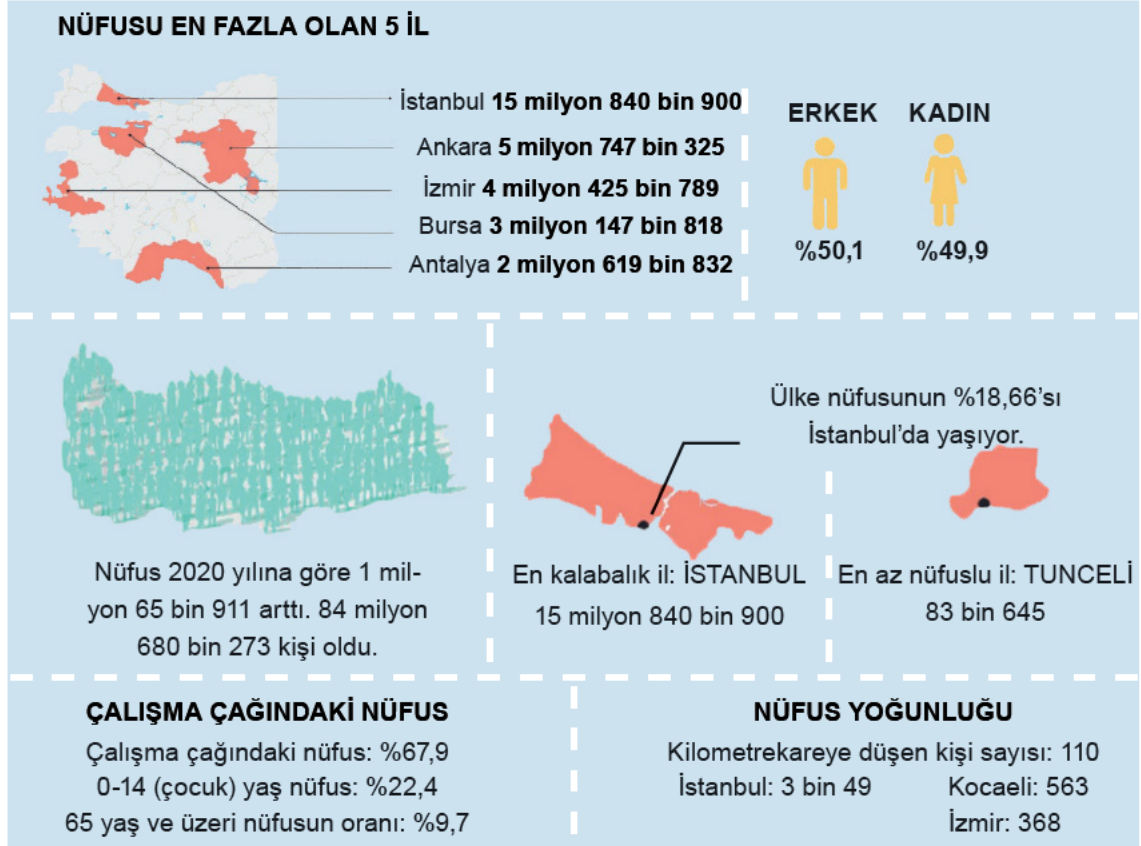 NÜFUSU EN FAZLA OLAN 5 İL
İstanbul 15 milyon 840 bin 900
Ankara 5 milyon 747 bin 325
İzmir 4 milyon 425 bin 789
Bursa 3 milyon 147 bin 818
Antalya 2 milyon 619 bin 832
ERKEK KADIN
%50,1 %49,9
Nüfus 2020 yılına göre 1 mil-
yon 65 bin 911 arttı. 84 milyon
680 bin 273 kişi oldu.
Ülke nüfusunun %18,66’sı
İstanbul’da yaşıyor.
En kalabalık il: İSTANBUL
15 milyon 840 bin 900
En az nüfuslu il: TUNCELİ
83 bin 645
ÇALIŞMA ÇAĞINDAKİ NÜFUS
Çalışma çağındaki nüfus: %67,9
0-14 (çocuk) yaş nüfus: %22,4
65 yaş ve üzeri nüfusun oranı: %9,7
NÜFUS YOĞUNLUĞU
Kilometrekareye düşen kişi sayısı: 110
İstanbul: 3 bin 49 Kocaeli: 563
İzmir: 368